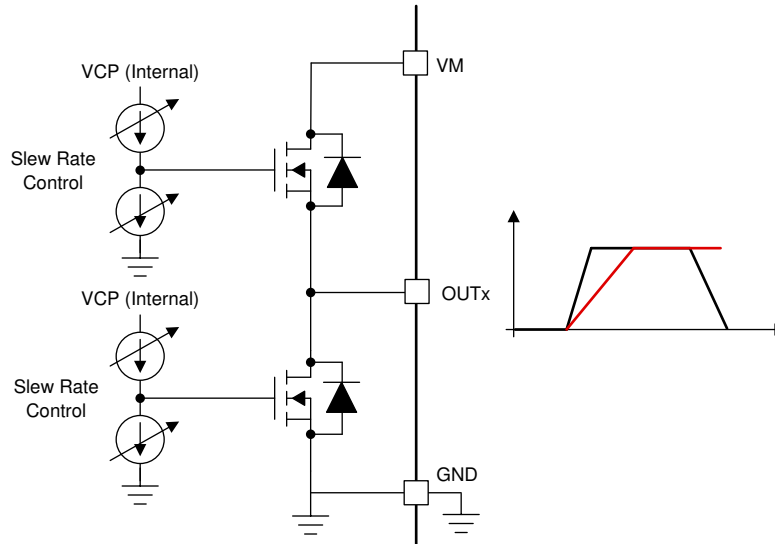 VCP (Internal)
VM
Slew Rate
Control
OUTx
VCP (Internal)
Slew Rate
Control
GND